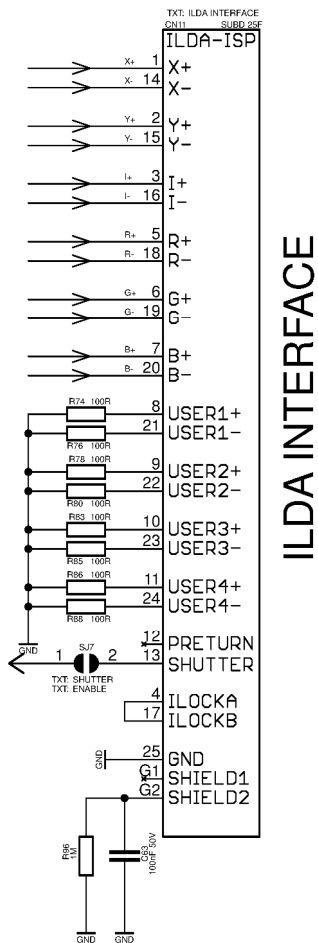 TXT: ILDA INTERFACE
CN11 SUBD 25F
ILDA-ISP
X+ 1 X+
X- 14 X-
Y+ 2 Y+
Y- 15 Y-
I+ 3 I+
I- 16 I-
R+ 5 R+
R- 18 R-
G+ 6 G+
G- 19 G-
B+ 7 B+
B- 20 B-
R74 100R 8 USER1+
R76 100R 21 USER1-
R78 100R 9 USER2+
R80 100R 22 USER2-
R83 100R 10 USER3+
R85 100R 23 USER3-
R86 100R 11 USER4+
R88 100R 24 USER4-
GND
12 PRETURN
1 SJ7 2 13 SHUTTER
TXT: SHUTTER
TXT: ENABLE
4 ILOCKA
17 ILOCKB
GND 25 GND
G1 SHIELD1
G2 SHIELD2
R96
1M
C63
100nF 50V
GND GND
ILDA INTERFACE